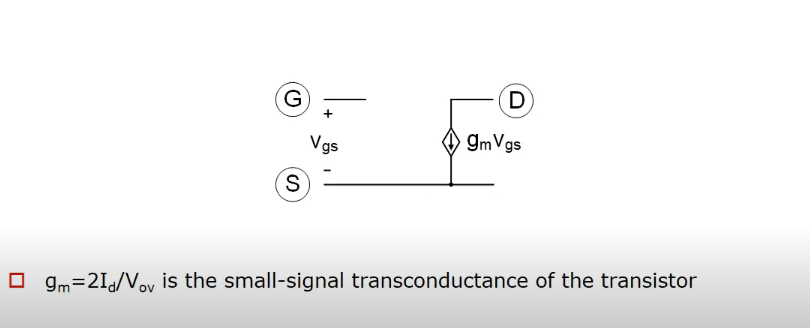 G
D
+
Vgs
gmVgs
-
S
gm=2Id/Vov is the small-signal transconductance of the transistor